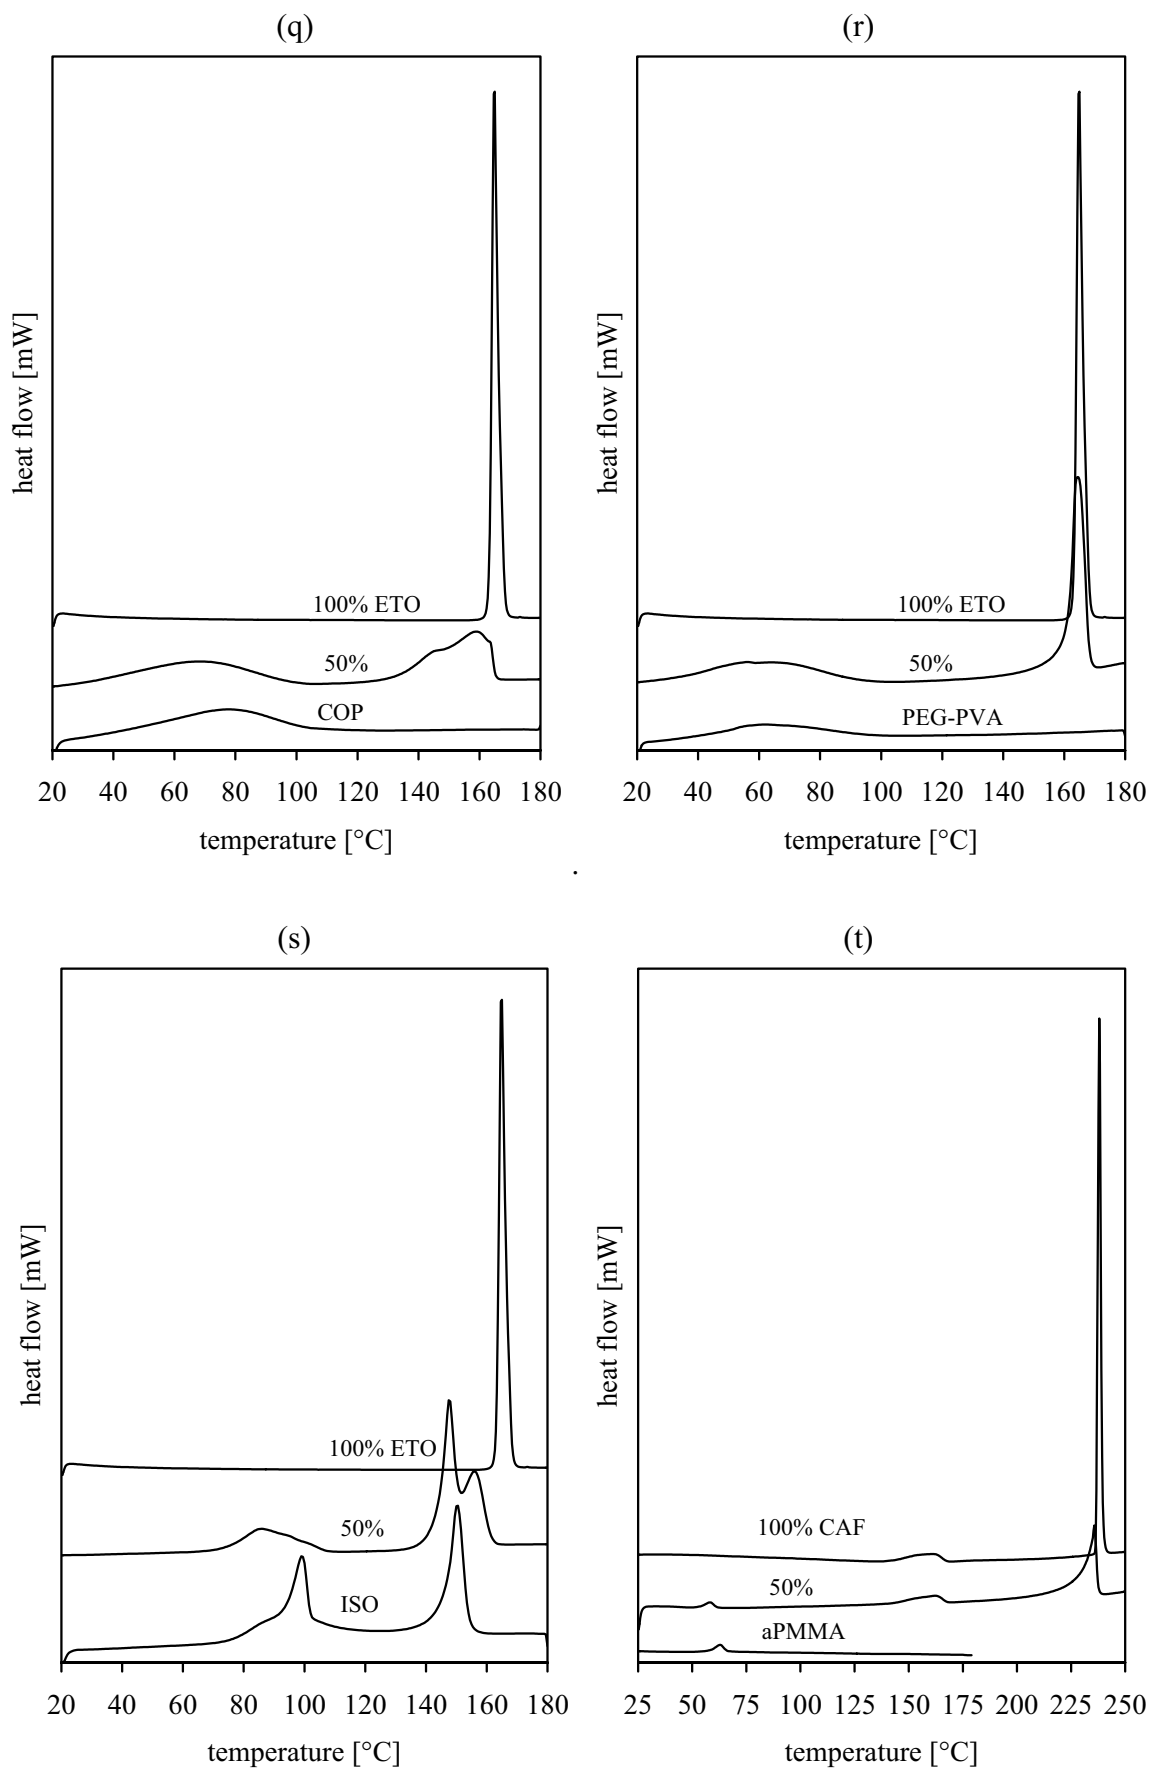 (q)
heat flow [mW]
100% ETO
50%
COP
20 40 60 80 100 120 140 160 180
temperature [°C]
(r)
heat flow [mW]
100% ETO
50%
PEG-PVA
20 40 60 80 100 120 140 160 180
temperature [°C]
.
(s)
heat flow [mW]
100% ETO
50%
ISO
20 40 60 80 100 120 140 160 180
temperature [°C]
(t)
heat flow [mW]
100% CAF
50%
aPMMA
25 50 75 100 125 150 175 200 225 250
temperature [°C]